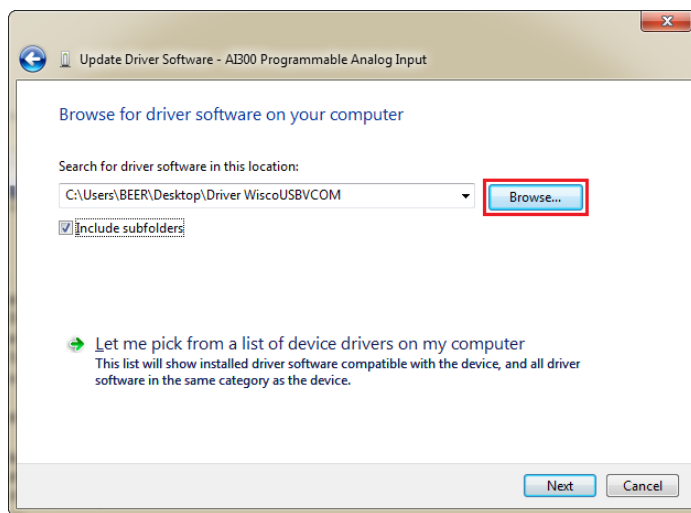 Update Driver Software - AI300 Programmable Analog Input
Browse for driver software on your computer
Search for driver software in this location:
C:\Users\BEER\Desktop\Driver WiscoUSBVCOM
Browse...
Include subfolders
Let me pick from a list of device drivers on my computer
This list will show installed driver software compatible with the device, and all driver
software in the same category as the device.
Next
Cancel